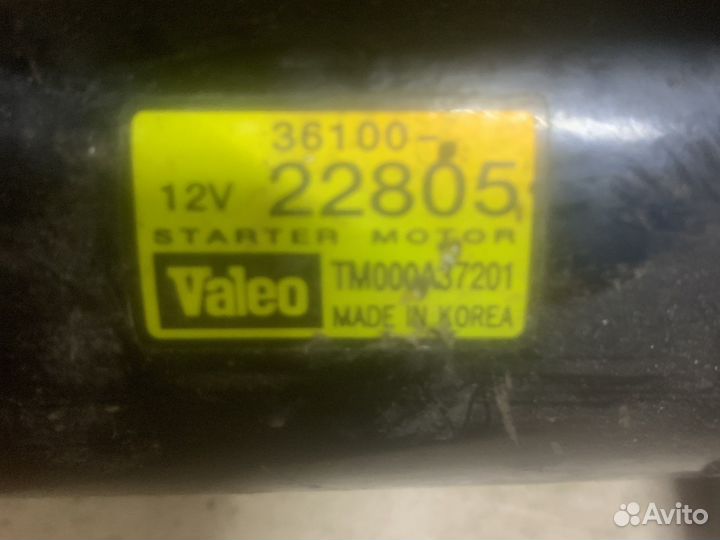 36100-
12V 22805
STARTER MOTOR
Valeo TM000A37201
MADE IN KOREA
Avito